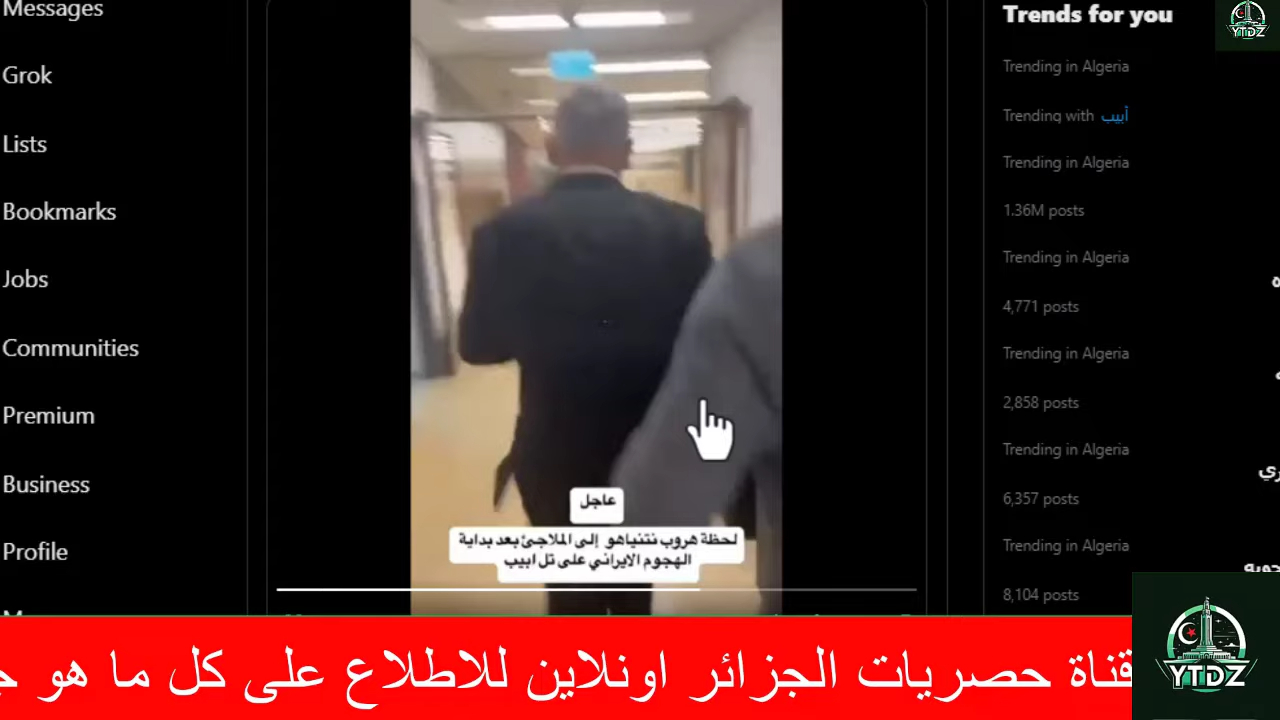 Messages
Grok
Lists
Bookmarks
Jobs
Communities
Premium
Business
Profile
عاجل
لحظة هروب نتنياهو إلى الملاجئ بعد بداية
الهجوم الايراني على تل ابيب
Trends for you
Trending in Algeria
Trending with أبيب
Trending in Algeria
1.36M posts
Trending in Algeria
4,771 posts
Trending in Algeria
2,858 posts
Trending in Algeria
6,357 posts
Trending in Algeria
8,104 posts
YTDZ
قناة حصريات الجزائر اونلاين للاطلاع على كل ما هو
YTDZ